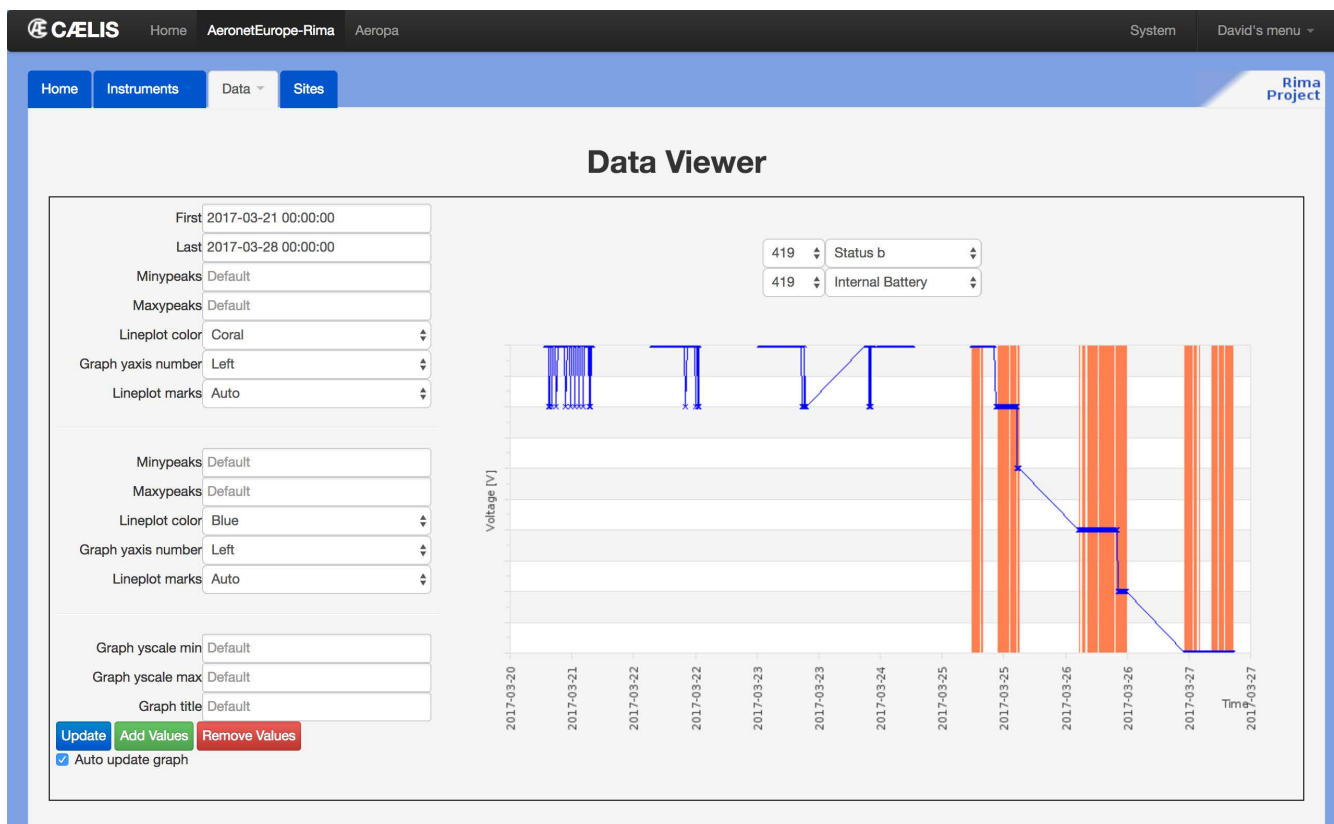 ÆCÆLIS Home AeronetEurope-Rima Aeropa System David's menu
Home Instruments Data Sites
Rima
Project
Data Viewer
First 2017-03-21 00:00:00
Last 2017-03-28 00:00:00
Minypeaks Default
Maxypeaks Default
Lineplot color Coral
Graph yaxis number Left
Lineplot marks Auto
Minypeaks Default
Maxypeaks Default
Lineplot color Blue
Graph yaxis number Left
Lineplot marks Auto
Graph yscale min Default
Graph yscale max Default
Graph title Default
Update Add Values Remove Values
Auto update graph
419 Status b
419 Internal Battery
Voltage [V]
2017-03-20
2017-03-21
2017-03-22
2017-03-22
2017-03-23
2017-03-23
2017-03-24
2017-03-25
2017-03-25
2017-03-26
2017-03-26
2017-03-27
2017-03-27
Time